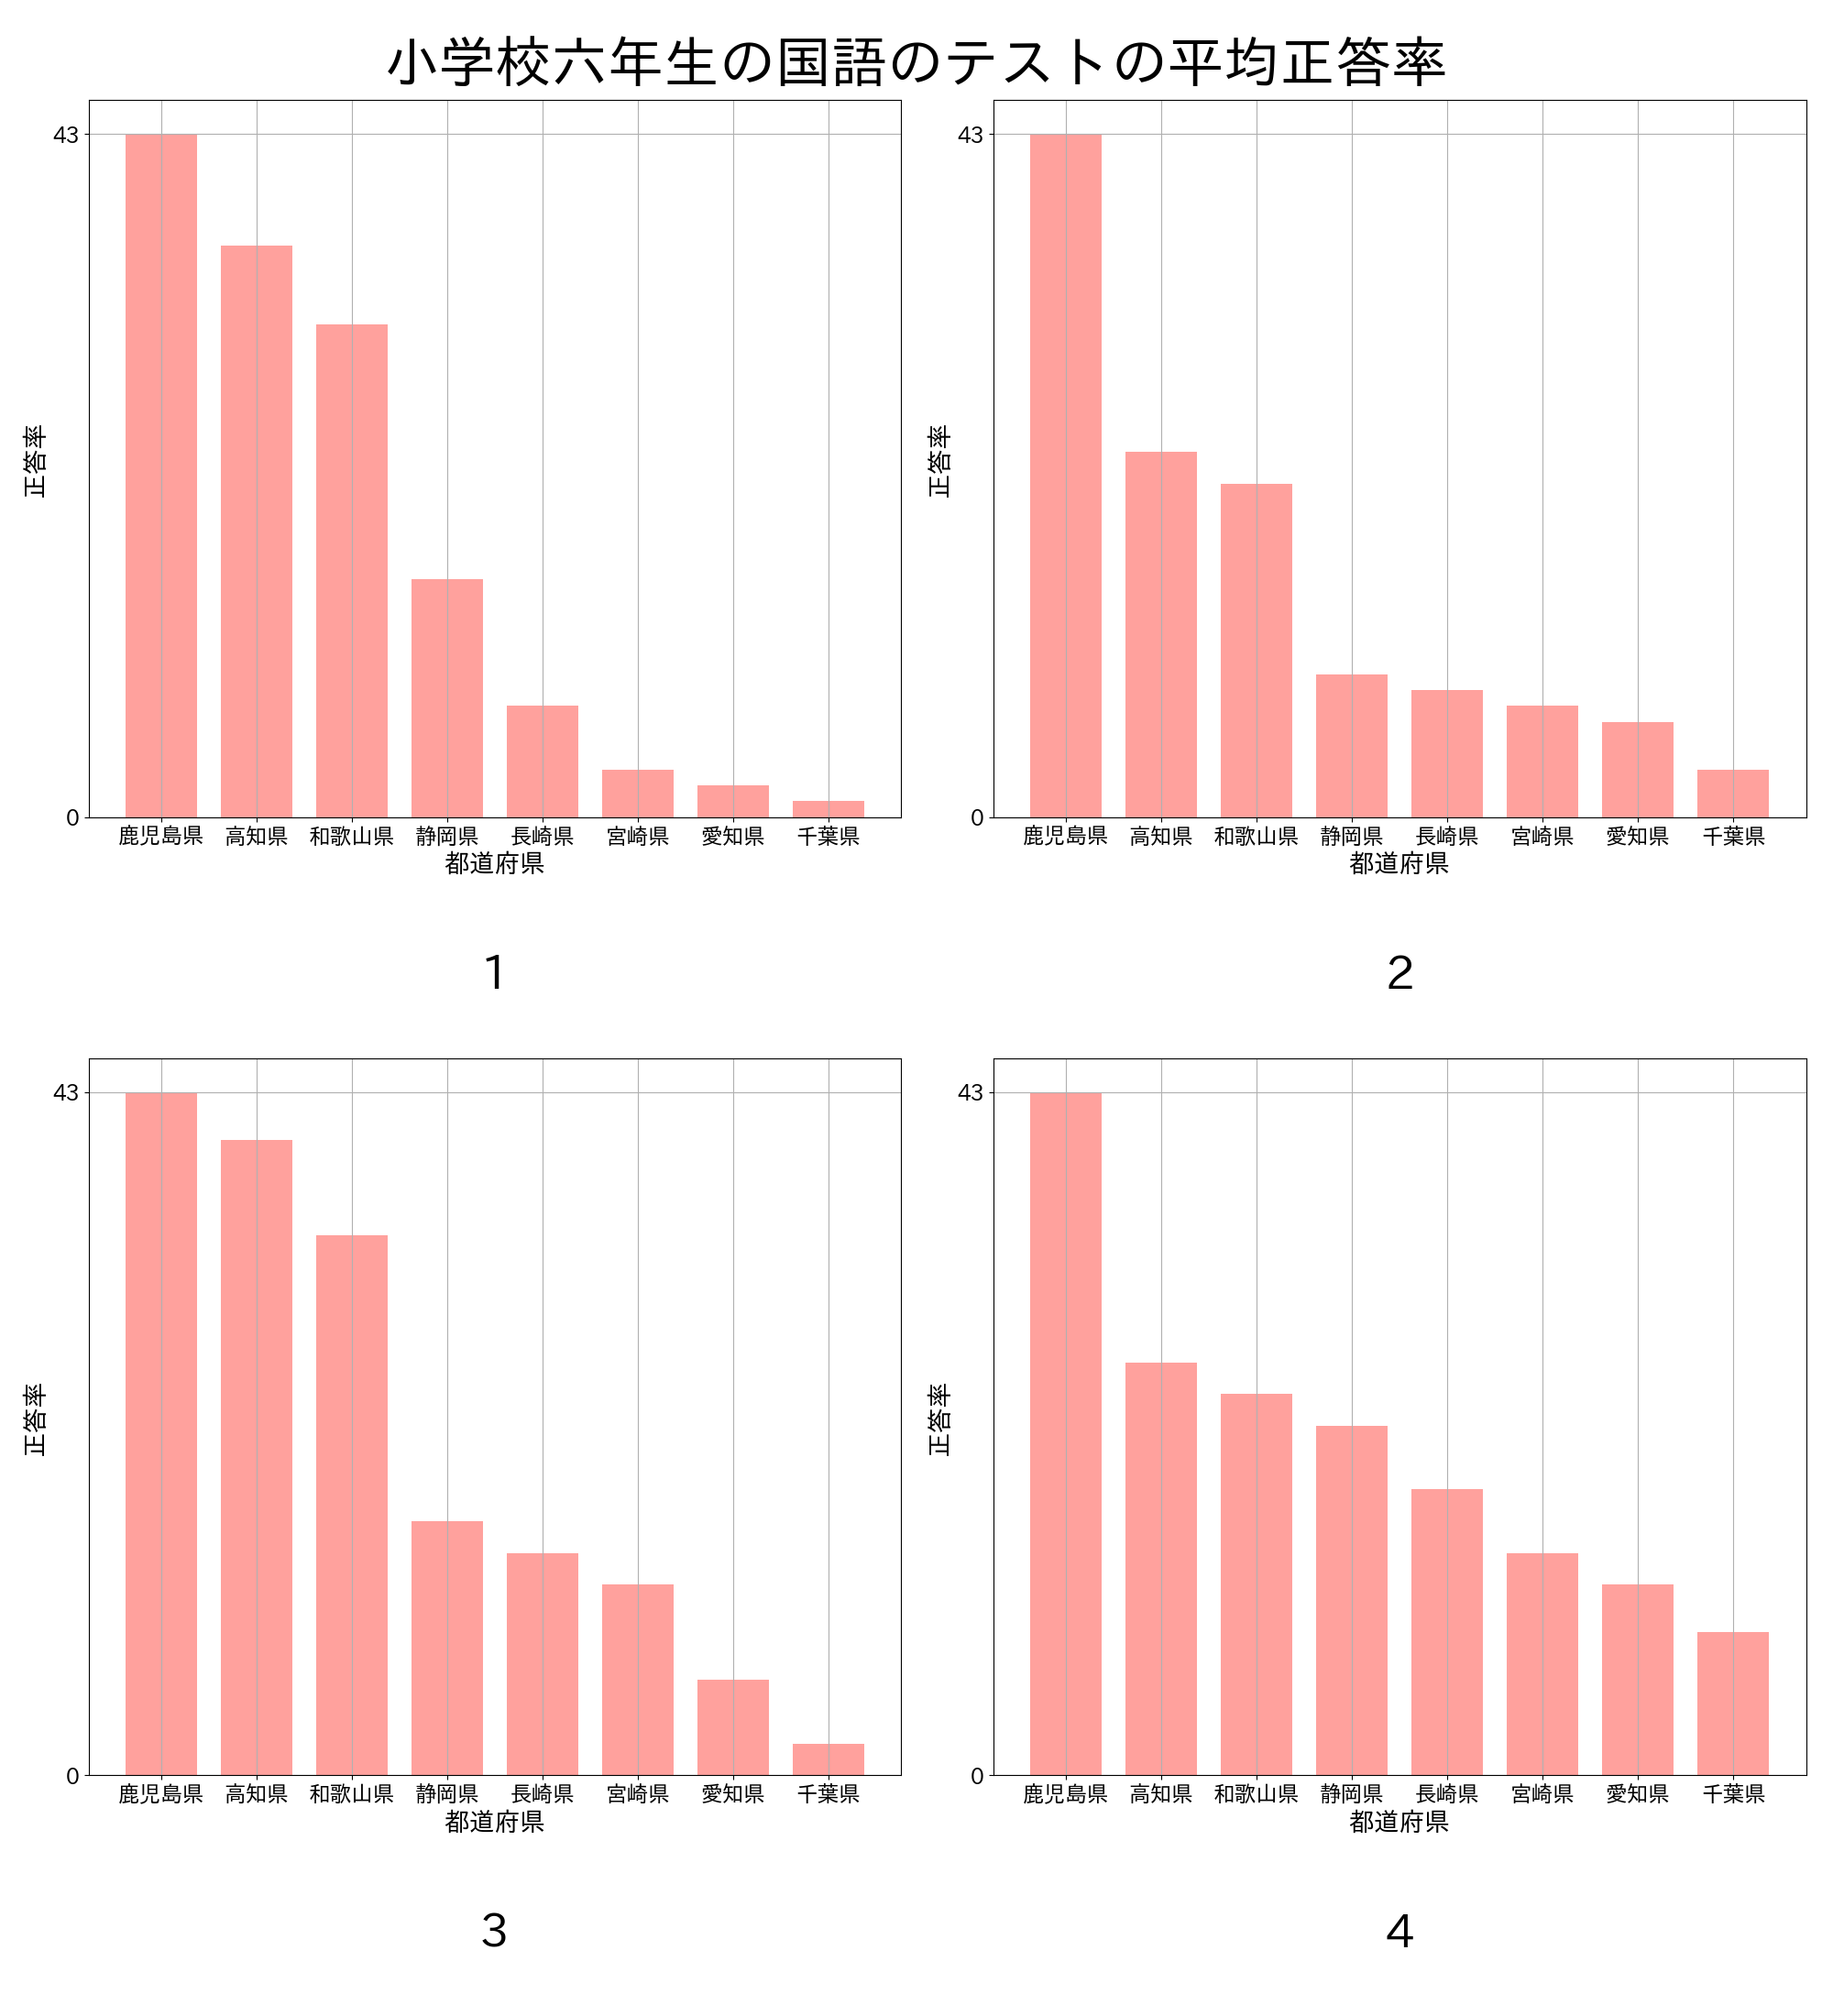 小学校六年生の国語のテストの平均正答率
43
0
正答率
鹿児島県 高知県 和歌山県 静岡県 長崎県 宮崎県 愛知県 千葉県
都道府県
1
43
0
正答率
鹿児島県 高知県 和歌山県 静岡県 長崎県 宮崎県 愛知県 千葉県
都道府県
2
43
0
正答率
鹿児島県 高知県 和歌山県 静岡県 長崎県 宮崎県 愛知県 千葉県
都道府県
3
43
0
正答率
鹿児島県 高知県 和歌山県 静岡県 長崎県 宮崎県 愛知県 千葉県
都道府県
4